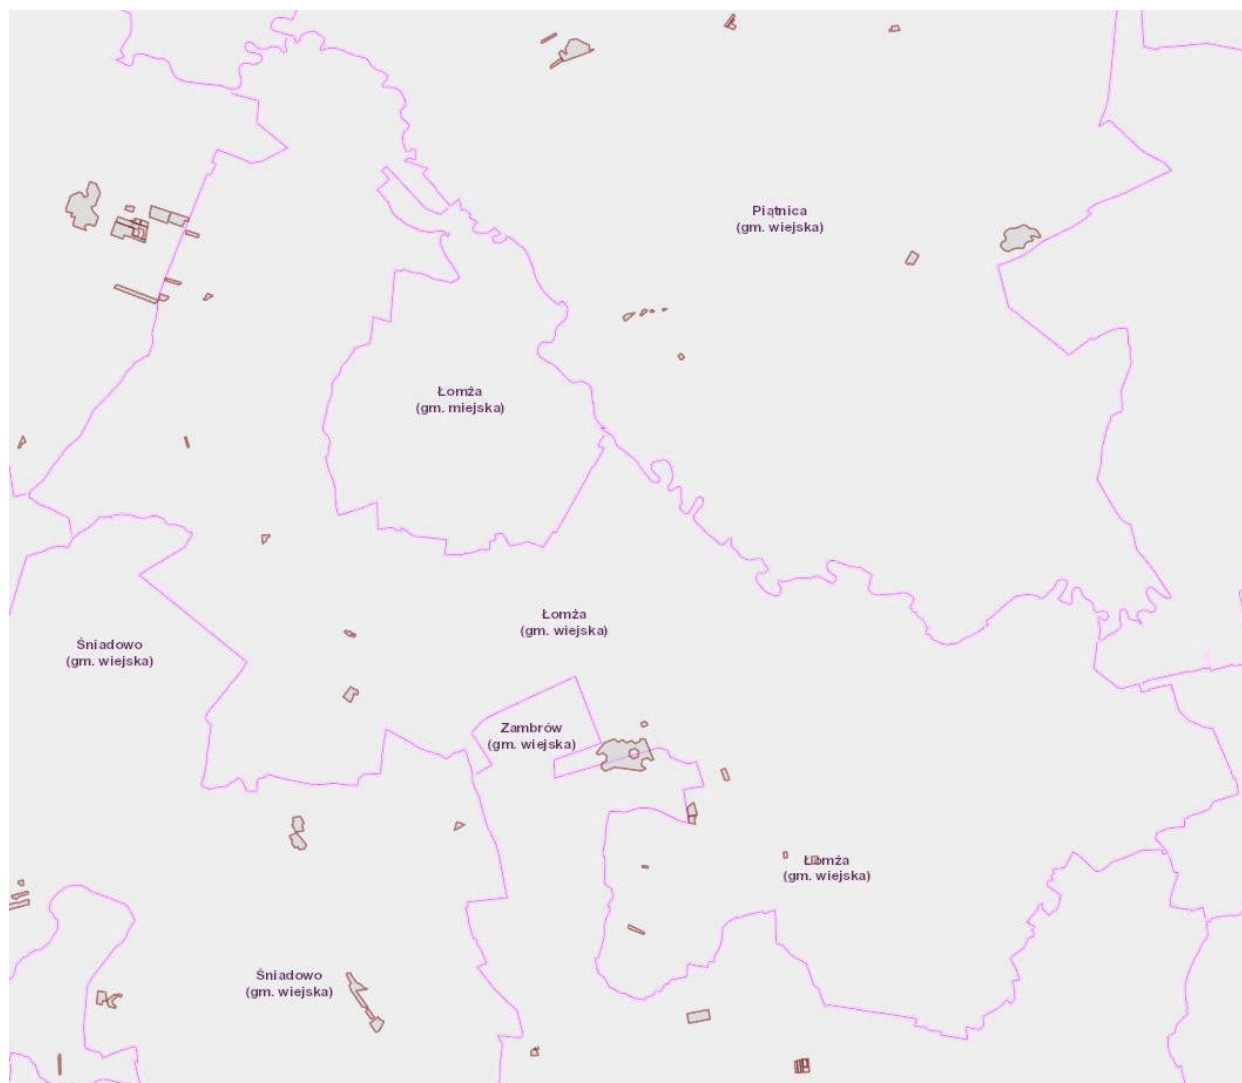 Piątnica
(gm. wiejska)
Łomża
(gm. miejska)
Łomża
(gm. wiejska)
Śniadowo
(gm. wiejska)
Zambrów
(gm. wiejska)
Łomża
(gm. wiejska)
Śniadowo
(gm. wiejska)